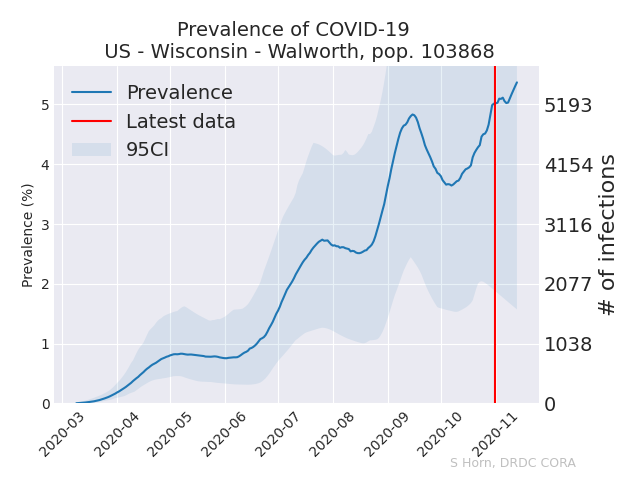 Prevalence of COVID-19
US - Wisconsin - Walworth, pop. 103868
Prevalence
Latest data
95CI
Prevalence (%)
5
4
3
2
1
0
5193
4154
3116
2077
1038
0
# of infections
2020-03
2020-04
2020-05
2020-06
2020-07
2020-08
2020-09
2020-10
2020-11
S Horn, DRDC CORA